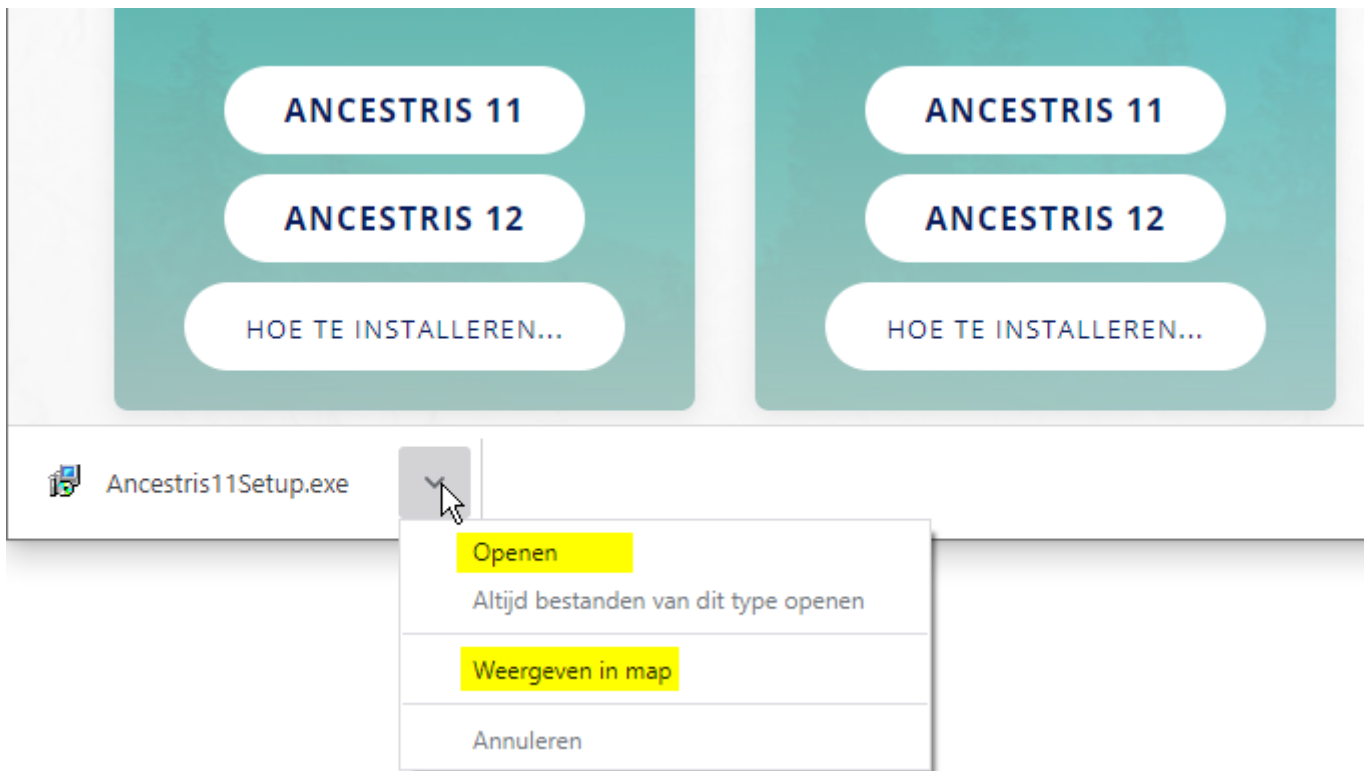 ANCESTRIS 11
ANCESTRIS 12
HOE TE INSTALLEREN...
ANCESTRIS 11
ANCESTRIS 12
HOE TE INSTALLEREN...
Ancestris11Setup.exe
Openen
Altijd bestanden van dit type openen
Weergeven in map
Annuleren